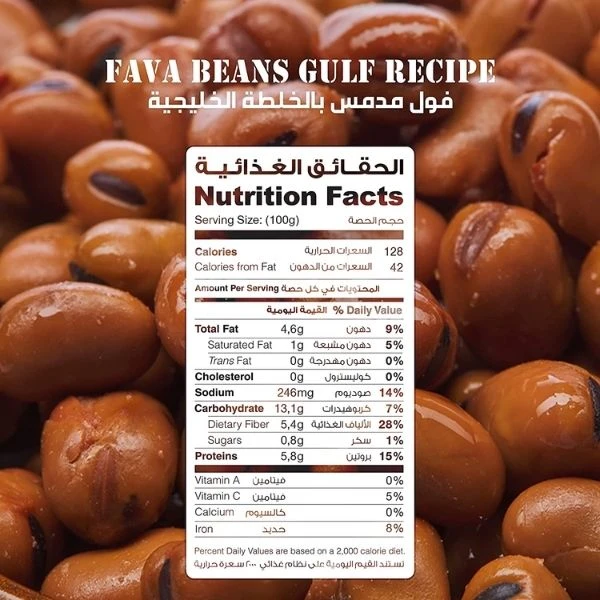 FAVA BEANS GULF RECIPE
فول مدمس بالخلطة الخليجية
الحقائق الغذائية
Nutrition Facts
Serving Size: (100g) حجم الحصة
Calories السعرات الحرارية 128
Calories from Fat السعرات من الدهون 42
Amount Per Serving المحتويات في كل حصة
القيمة اليومية % Daily Value
Total Fat 4,6g دهون 9%
Saturated Fat 1g دهون مشبعة 5%
Trans Fat 0g دهون مهدرجة 0%
Cholesterol 0g كوليسترول 0%
Sodium 246mg صوديوم 14%
Carbohydrate 13,1g كربوهيدرات 7%
Dietary Fiber 5,4g الألياف الغذائية 28%
Sugars 0,8g سكر 1%
Proteins 5,8g بروتين 15%
Vitamin A فيتامين 0%
Vitamin C فيتامين 5%
Calcium كالسيوم 0%
Iron حديد 8%
Percent Daily Values are based on a 2,000 calorie diet.
تستند القيم اليومية على نظام غذائي ٢٠٠٠ سعرة حرارية